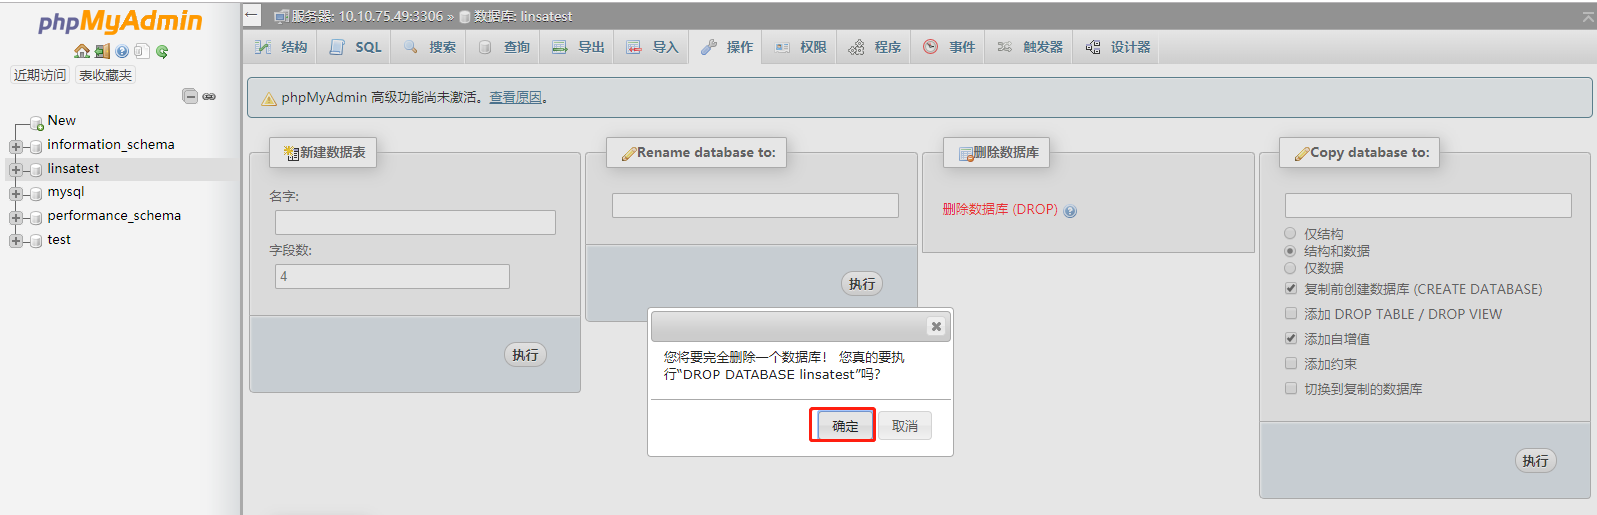 phpMyAdmin
近期访问 表收藏夹
New
information_schema
linsatest
mysql
performance_schema
test
服务器: 10.10.75.49:3306 » 数据库: linsatest
结构 SQL 搜索 查询 导出 导入 操作 权限 程序 事件 触发器 设计器
phpMyAdmin 高级功能尚未激活。查看原因。
新建数据表
名字:
字段数:
4
执行
Rename database to:
执行
删除数据库
删除数据库 (DROP)
Copy database to:
仅结构
结构和数据
仅数据
复制前创建数据库 (CREATE DATABASE)
添加 DROP TABLE / DROP VIEW
添加自增值
添加约束
切换到复制的数据库
执行
您将要完全删除一个数据库! 您真的要执
行“DROP DATABASE linsatest”吗?
确定 取消